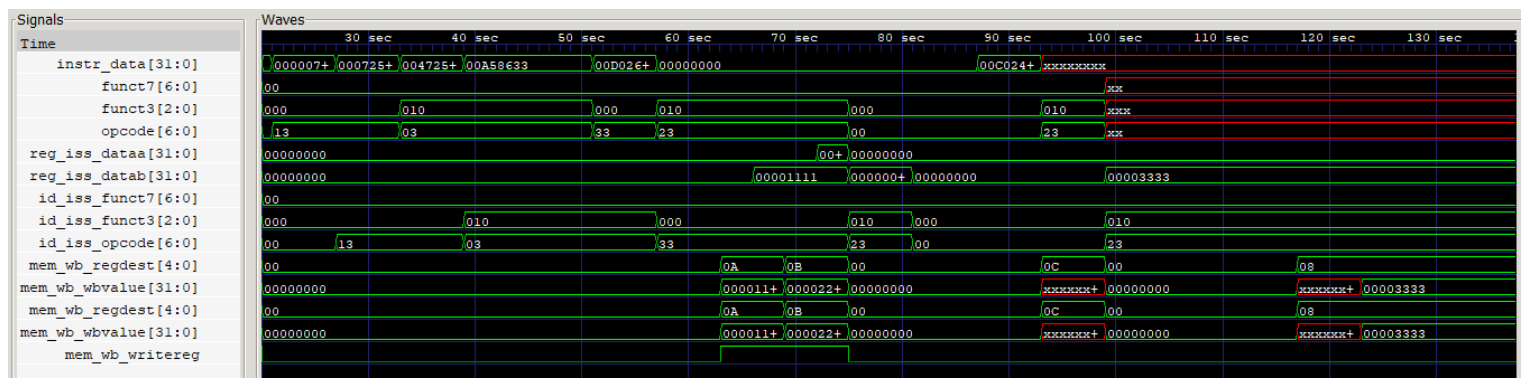 Signals Waves
Time 30 sec 40 sec 50 sec 60 sec 70 sec 80 sec 90 sec 100 sec 110 sec 120 sec 130 sec
instr_data[31:0] 000007+ 000725+ 004725+ 00A58633 00D026+ 00000000 00C024+ xxxxxxxx
funct7[6:0] 00 xx
funct3[2:0] 000 010 000 010 000 010 xxx
opcode[6:0] 13 03 33 23 00 23 xx
reg_iss_dataa[31:0] 00000000 00+ 00000000
reg_iss_datab[31:0] 00000000 00001111 000000+ 00000000 00003333
id_iss_funct7[6:0] 00
id_iss_funct3[2:0] 000 010 000 010 000 010
id_iss_opcode[6:0] 00 13 03 33 23 00 23
mem_wb_regdest[4:0] 00 0A 0B 00 0C 00 08
mem_wb_wbvalue[31:0] 00000000 000011+ 000022+ 00000000 xxxxxx+ 00000000 xxxxxx+ 00003333
mem_wb_regdest[4:0] 00 0A 0B 00 0C 00 08
mem_wb_wbvalue[31:0] 00000000 000011+ 000022+ 00000000 xxxxxx+ 00000000 xxxxxx+ 00003333
mem_wb_writereg